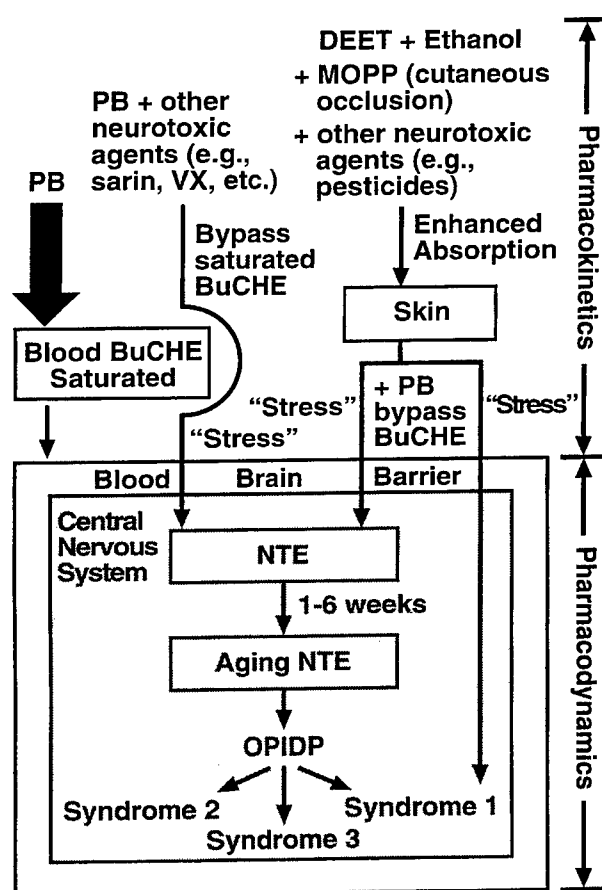 DEET + Ethanol
+ MOPP (cutaneous
occlusion)
+ other neurotoxic
agents (e.g.,
pesticides)
PB + other
neurotoxic
agents (e.g.,
sarin, VX, etc.)
PB
Enhanced
Absorption
Bypass
saturated
BuCHE
Skin
Blood BuCHE
Saturated
"Stress"
"Stress"
+ PB
bypass
BuCHE
"Stress"
Blood Brain Barrier
Central
Nervous
System
NTE
1-6 weeks
Aging NTE
OPIDP
Syndrome 2
Syndrome 3
Syndrome 1
Pharmacokinetics
Pharmacodynamics